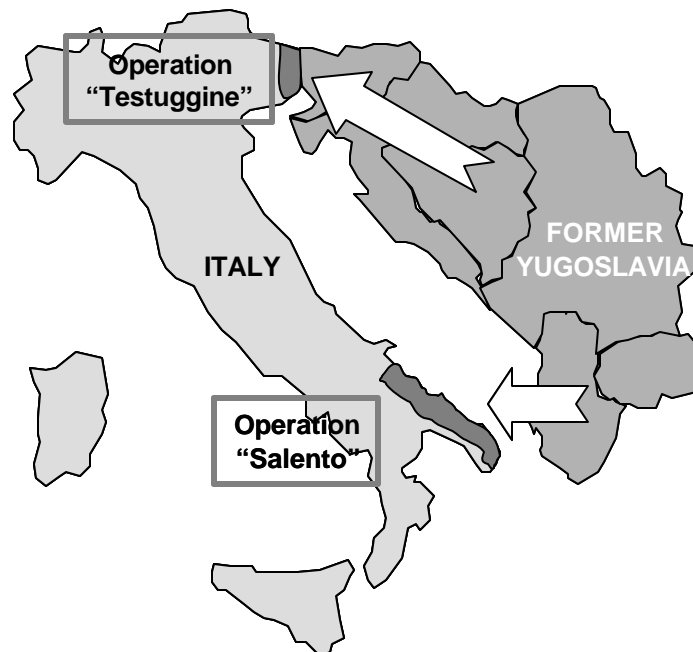 Operation
“Testuggine”
ITALY
FORMER
YUGOSLAVIA
Operation
“Salento”